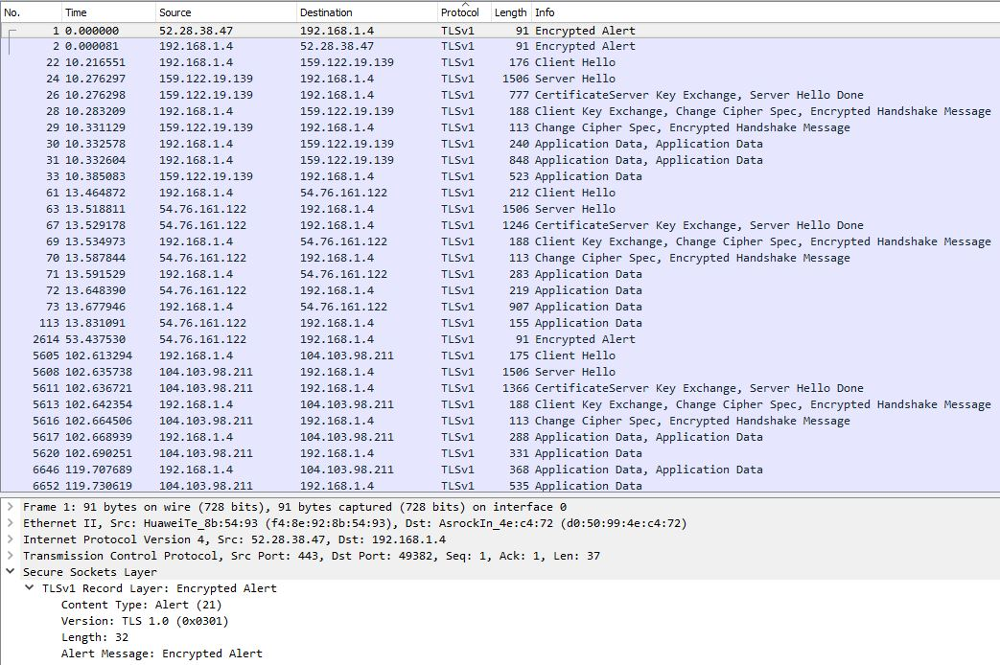 No. Time Source Destination Protocol Length Info
1 0.000000 52.28.38.47 192.168.1.4 TLSv1 91 Encrypted Alert
2 0.000081 192.168.1.4 52.28.38.47 TLSv1 91 Encrypted Alert
22 10.216551 192.168.1.4 159.122.19.139 TLSv1 176 Client Hello
24 10.276297 159.122.19.139 192.168.1.4 TLSv1 1506 Server Hello
26 10.276298 159.122.19.139 192.168.1.4 TLSv1 777 CertificateServer Key Exchange, Server Hello Done
28 10.283209 192.168.1.4 159.122.19.139 TLSv1 188 Client Key Exchange, Change Cipher Spec, Encrypted Handshake Message
29 10.331129 159.122.19.139 192.168.1.4 TLSv1 113 Change Cipher Spec, Encrypted Handshake Message
30 10.332578 192.168.1.4 159.122.19.139 TLSv1 240 Application Data, Application Data
31 10.332604 192.168.1.4 159.122.19.139 TLSv1 848 Application Data, Application Data
33 10.385083 159.122.19.139 192.168.1.4 TLSv1 523 Application Data
61 13.464872 192.168.1.4 54.76.161.122 TLSv1 212 Client Hello
63 13.518811 54.76.161.122 192.168.1.4 TLSv1 1506 Server Hello
67 13.529178 54.76.161.122 192.168.1.4 TLSv1 1246 CertificateServer Key Exchange, Server Hello Done
69 13.534973 192.168.1.4 54.76.161.122 TLSv1 188 Client Key Exchange, Change Cipher Spec, Encrypted Handshake Message
70 13.587844 54.76.161.122 192.168.1.4 TLSv1 113 Change Cipher Spec, Encrypted Handshake Message
71 13.591529 192.168.1.4 54.76.161.122 TLSv1 283 Application Data
72 13.648390 54.76.161.122 192.168.1.4 TLSv1 219 Application Data
73 13.677946 192.168.1.4 54.76.161.122 TLSv1 907 Application Data
113 13.831091 54.76.161.122 192.168.1.4 TLSv1 155 Application Data
2614 53.437530 54.76.161.122 192.168.1.4 TLSv1 91 Encrypted Alert
5605 102.613294 192.168.1.4 104.103.98.211 TLSv1 175 Client Hello
5608 102.635738 104.103.98.211 192.168.1.4 TLSv1 1506 Server Hello
5611 102.636721 104.103.98.211 192.168.1.4 TLSv1 1366 CertificateServer Key Exchange, Server Hello Done
5613 102.642354 192.168.1.4 104.103.98.211 TLSv1 188 Client Key Exchange, Change Cipher Spec, Encrypted Handshake Message
5616 102.664506 104.103.98.211 192.168.1.4 TLSv1 113 Change Cipher Spec, Encrypted Handshake Message
5617 102.668939 192.168.1.4 104.103.98.211 TLSv1 288 Application Data, Application Data
5620 102.690251 104.103.98.211 192.168.1.4 TLSv1 331 Application Data
6646 119.707689 192.168.1.4 104.103.98.211 TLSv1 368 Application Data, Application Data
6652 119.730619 104.103.98.211 192.168.1.4 TLSv1 535 Application Data
Frame 1: 91 bytes on wire (728 bits), 91 bytes captured (728 bits) on interface 0
Ethernet II, Src: HuaweiTe_8b:54:93 (f4:8e:92:8b:54:93), Dst: AsrockIn_4e:c4:72 (d0:50:99:4e:c4:72)
Internet Protocol Version 4, Src: 52.28.38.47, Dst: 192.168.1.4
Transmission Control Protocol, Src Port: 443, Dst Port: 49382, Seq: 1, Ack: 1, Len: 37
Secure Sockets Layer
TLSv1 Record Layer: Encrypted Alert
Content Type: Alert (21)
Version: TLS 1.0 (0x0301)
Length: 32
Alert Message: Encrypted Alert